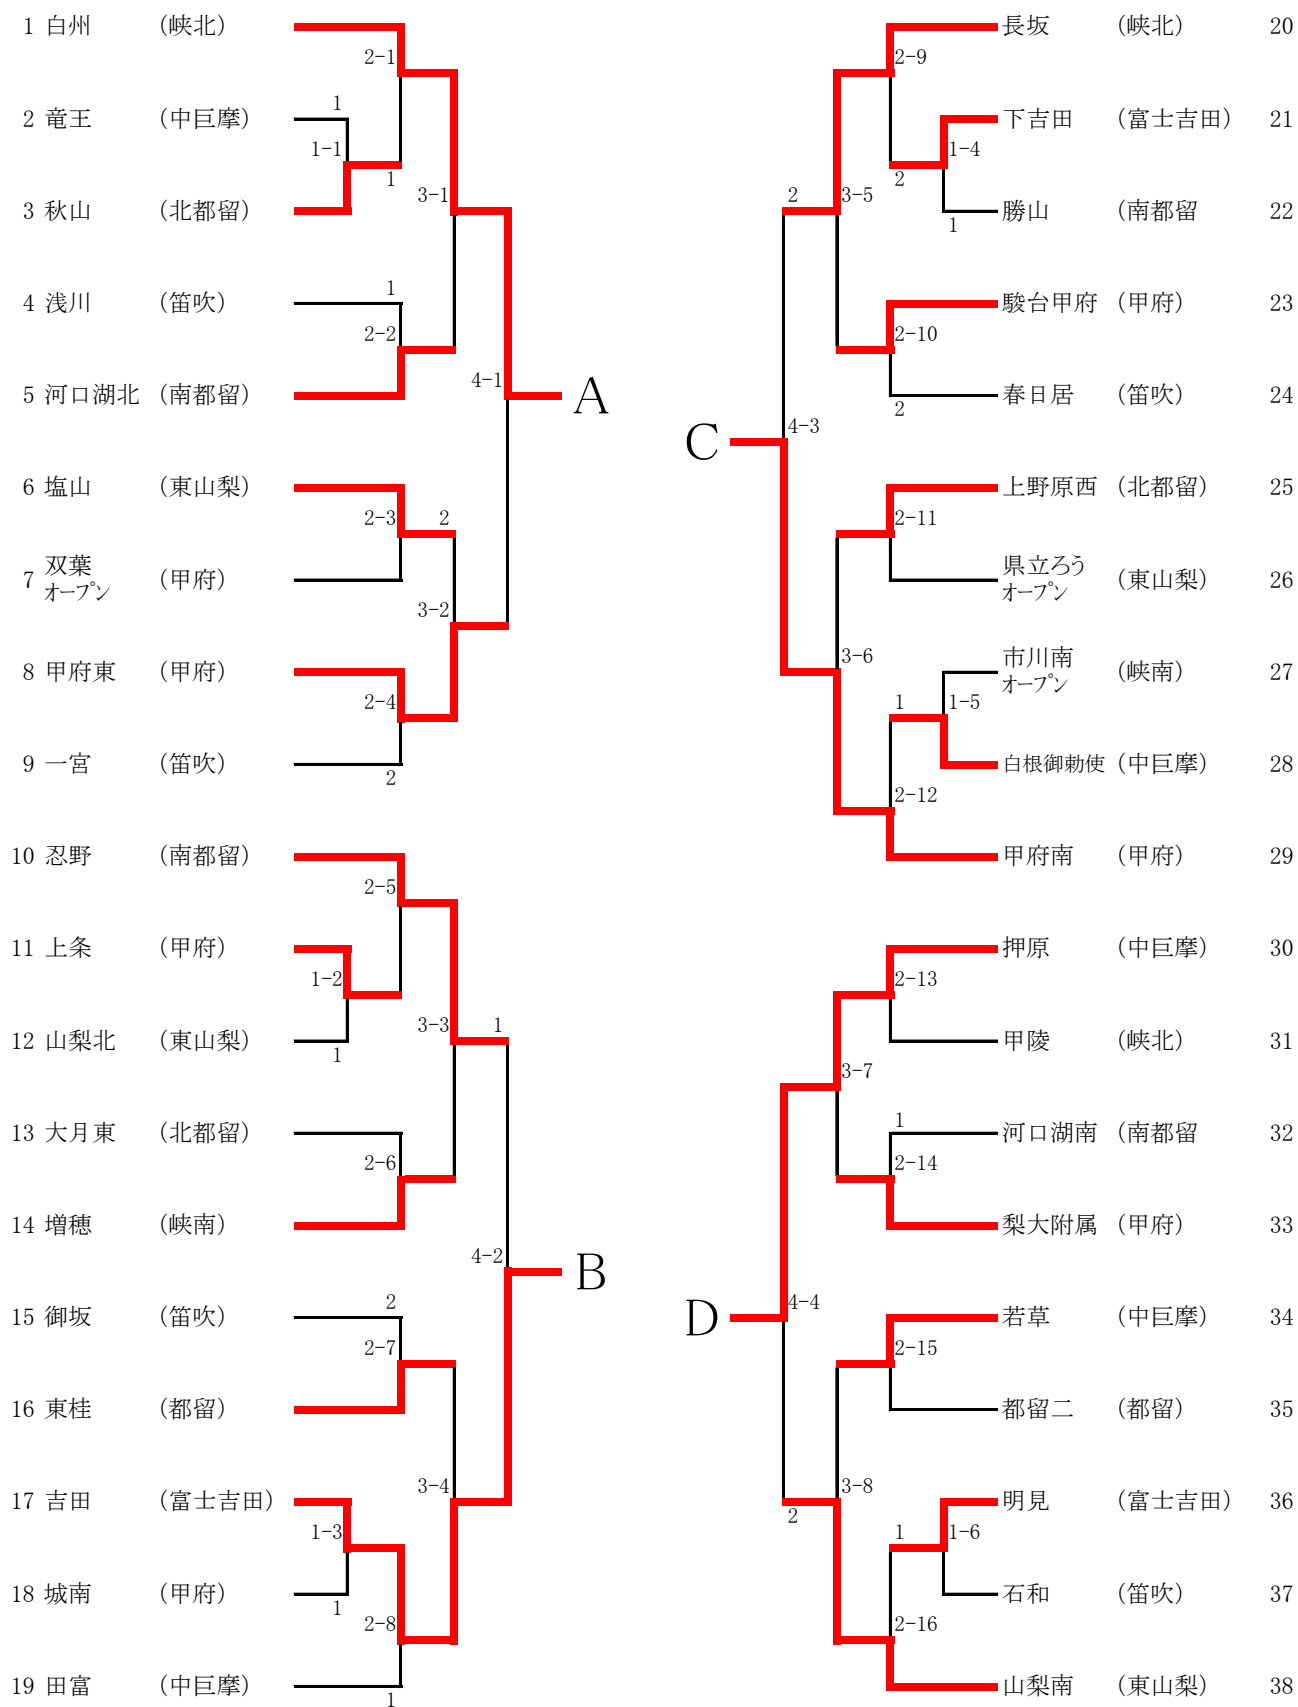 1 白州 (峡北)
2-1
1
2 竜王 (中巨摩)
1-1
1
3 秋山 (北都留)
3-1
1
4 浅川 (笛吹)
2-2
5 河口湖北 (南都留)
4-1
A
6 塩山 (東山梨)
2-3
2
7 双葉 オープン (甲府)
3-2
8 甲府東 (甲府)
2-4
9 一宮 (笛吹)
2
10 忍野 (南都留)
2-5
11 上条 (甲府)
1-2
3-3
1
12 山梨北 (東山梨)
1
13 大月東 (北都留)
2-6
14 増穂 (峡南)
4-2
B
2
15 御坂 (笛吹)
2-7
16 東桂 (都留)
3-4
17 吉田 (富士吉田)
1-3
18 城南 (甲府)
1
2-8
19 田富 (中巨摩)
1
長坂 (峡北) 20
2-9
下吉田 (富士吉田) 21
1-4
2
2
3-5
勝山 (南都留 22
1
駿台甲府 (甲府) 23
2-10
春日居 (笛吹) 24
2
4-3
C
上野原西 (北都留) 25
2-11
県立ろう オープン (東山梨) 26
3-6
市川南 オープン (峡南) 27
1
1-5
白根御勅使 (中巨摩) 28
2-12
甲府南 (甲府) 29
押原 (中巨摩) 30
2-13
甲陵 (峡北) 31
3-7
1
河口湖南 (南都留 32
2-14
梨大附属 (甲府) 33
4-4
D
若草 (中巨摩) 34
2-15
都留二 (都留) 35
3-8
2
明見 (富士吉田) 36
1
1-6
石和 (笛吹) 37
2-16
山梨南 (東山梨) 38